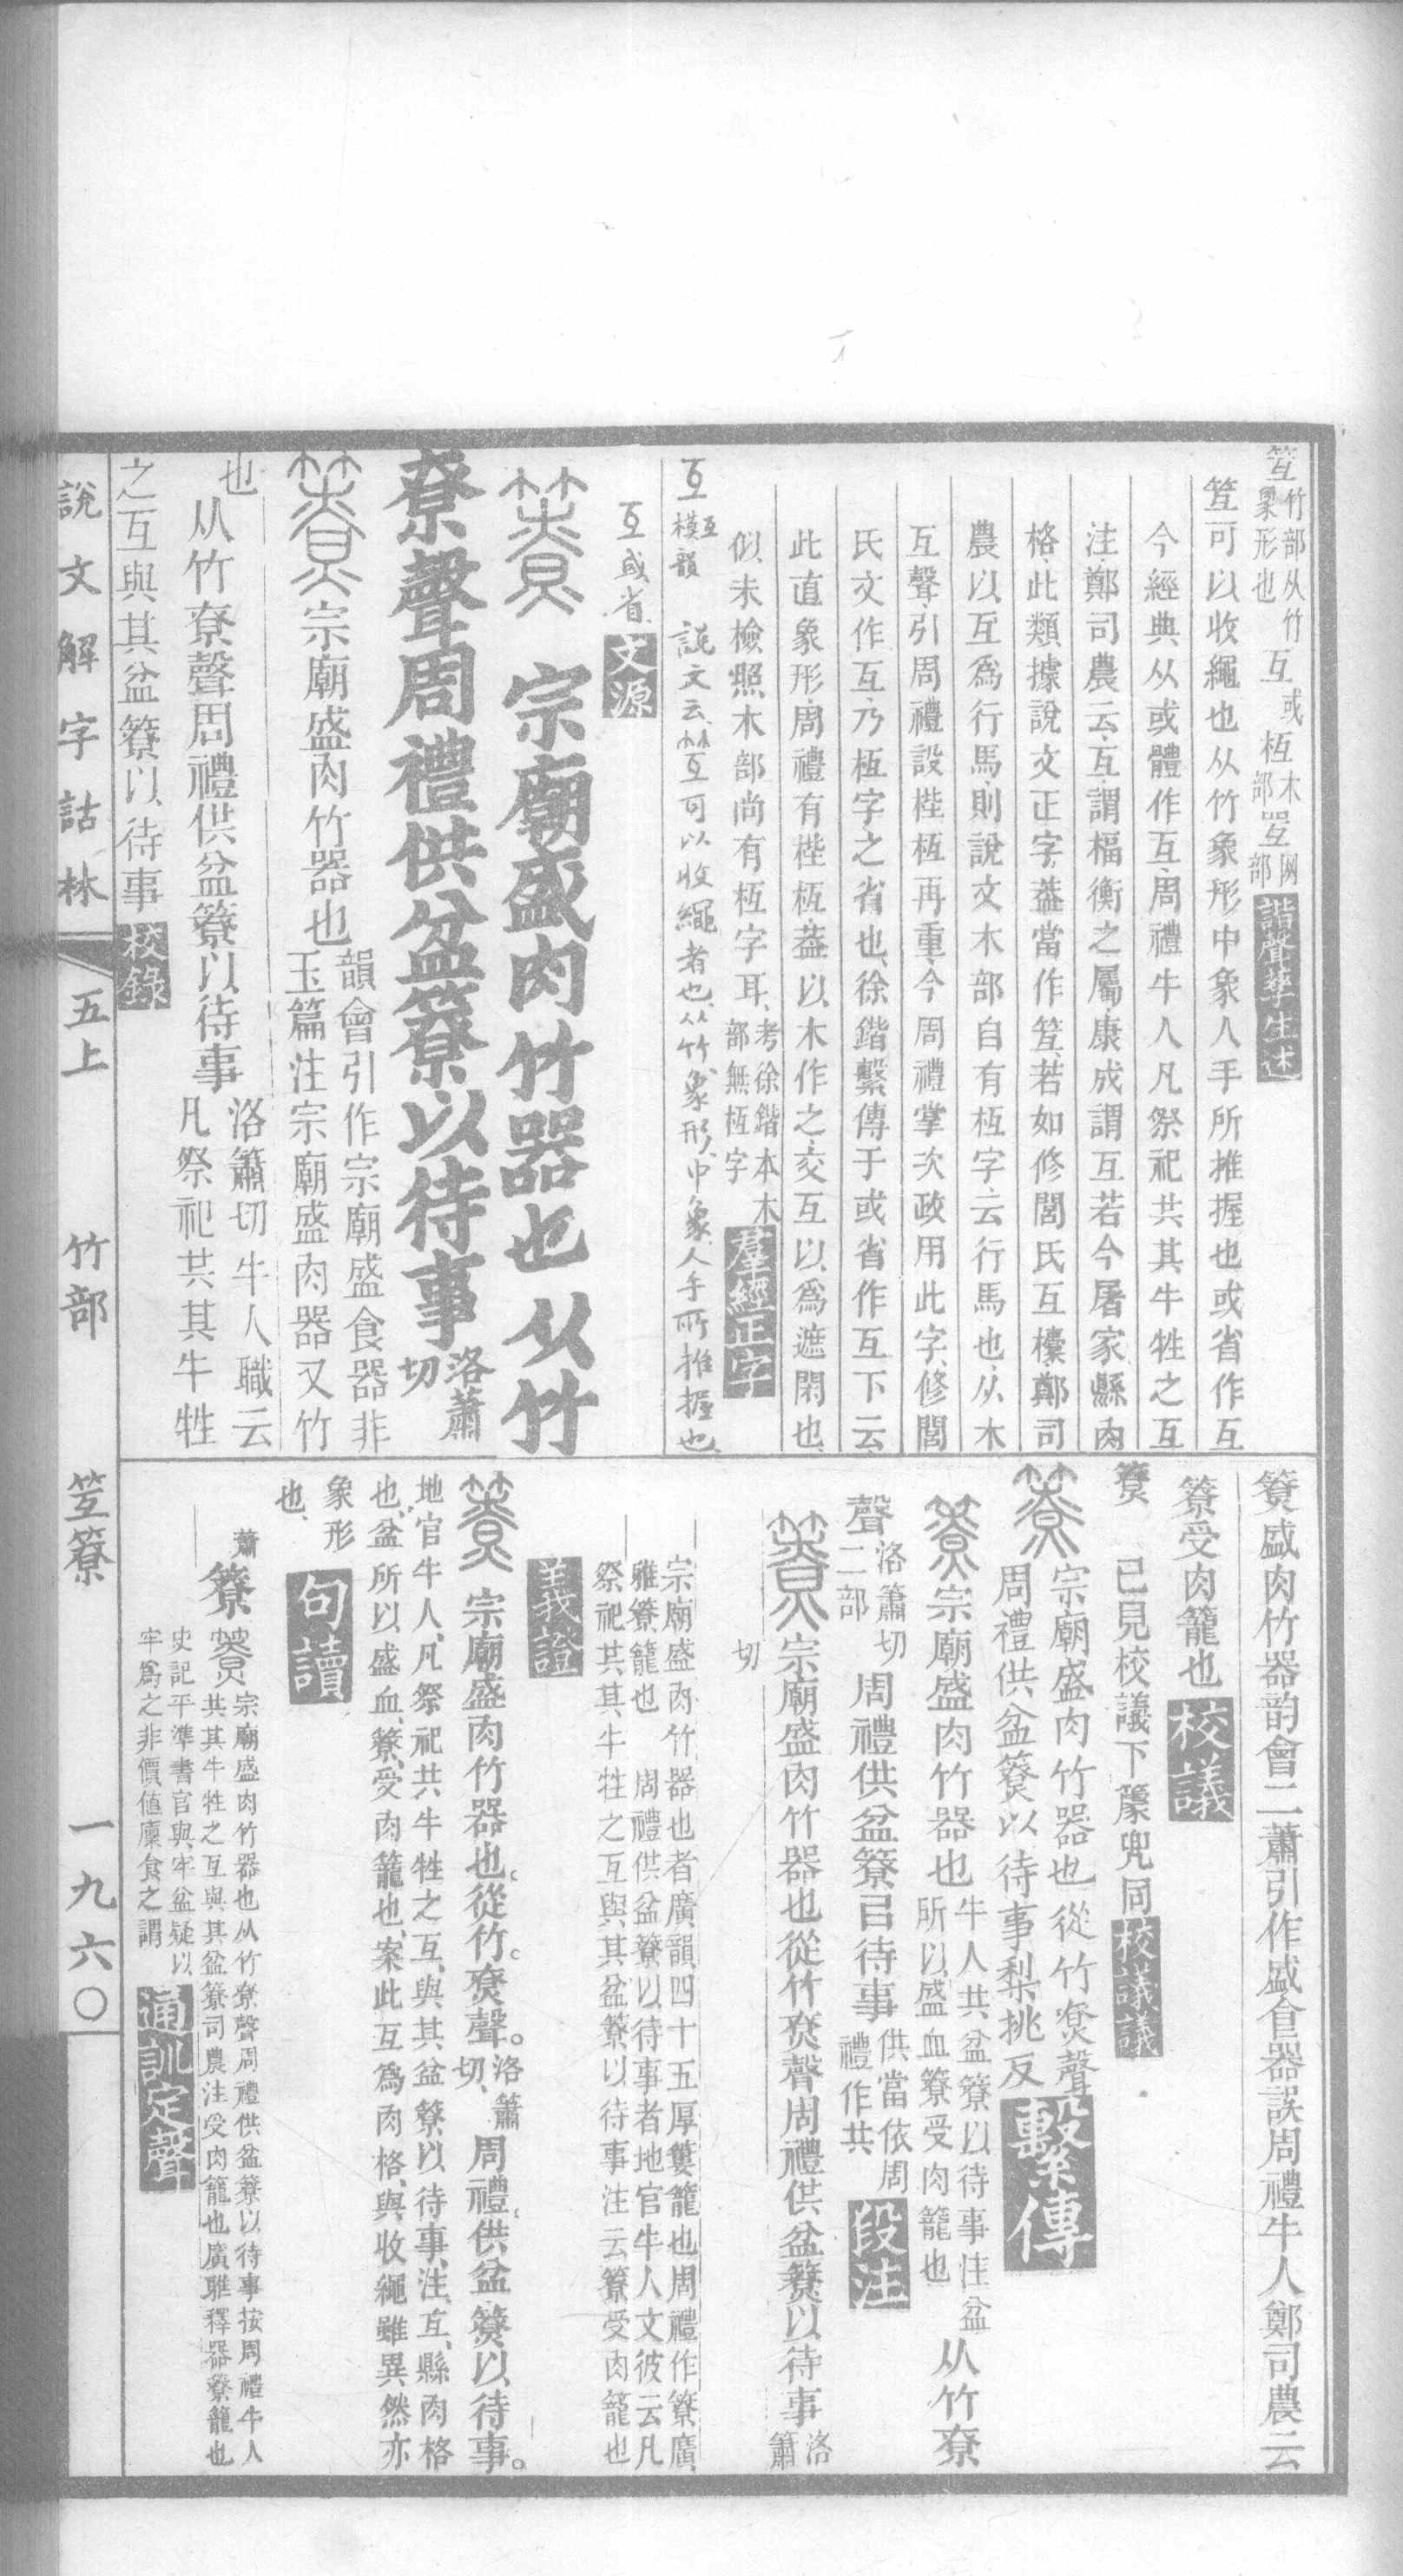 笠竹部从竹象形也互或枑木部罝网部諧聲孳生述
笠可以收繩也从竹象形中象人手所推握也或省作互
今經典从或體作互周禮牛人凡祭祀共其牛牲之互
注鄭司農云互謂楅衡之屬康成謂互若今屠家縣肉
格此類據說文正字葢當作笠若如修閭氏互㯓鄭司
農以互爲行馬則說文木部自有枑字云行馬也从木
互聲引周禮設梐枑再重今周禮掌次政用此字修閭
氏文作互乃枑字之省也徐鍇繫傳于或省作互下云
此直象形周禮有梐枑葢以木作之交互以爲遮閑也
似未檢照木部尚有枑字耳考徐鍇本木部無枑字羣經正字
互模韻 說文云笠可以收繩者也从竹象形中象人手所推握也
互或省文源
宗廟盛肉竹器也从竹
尞聲周禮供盆簝以待事洛蕭切
宗廟盛肉竹器也韻會引作宗廟盛食器非玉篇注宗廟盛肉器又竹
也从竹尞聲周禮供盆簝以待事洛簫切牛人職云凡祭祀共其牛牲
之互與其盆簝以待事校錄
簝盛肉竹器韵會二蕭引作盛食器誤周禮牛人鄭司農云
簝受肉籠也校議
簝 已見校議下篆兜同校議議
宗廟盛肉竹器也從竹尞聲周禮供盆簝以待事梨挑反繫傳
宗廟盛肉竹器也牛人共盆簝以待事注盆所以盛血簝受肉籠也从竹尞
聲洛簫切二部周禮供盆簝㠯待事供當依周禮作共段注
宗廟盛肉竹器也從竹尞聲周禮供盆簝以待事洛簫
切
宗廟盛肉竹器也者廣韻四十五厚簍籠也周禮作簝廣
雅簝籠也 周禮供盆簝以待事者地官牛人文彼云凡
祭祀共其牛牲之互與其盆簝以待事注云簝受肉籠也
義證
宗廟盛肉竹器也。從竹。尞聲。洛蕭切、周禮。供盆簝以待事。
地官牛人、凡祭祀共牛牲之互、與其盆簝以待事、注、互、縣肉格
也、盆所以盛血、簝、受肉籠也、案此互爲肉格、與收繩雖異、然亦
象形
也、句讀
蕭簝宗廟盛肉竹器也从竹尞聲周禮供盆簝以待事按周禮牛人
共其牛牲之互與其盆簝司農注受肉籠也廣雅釋器簝籠也
史記平準書官與牢盆疑以
牢爲之非價値廩食之謂通訓定聲
說文解字詁林 五上 竹部 笠簝 一九六〇